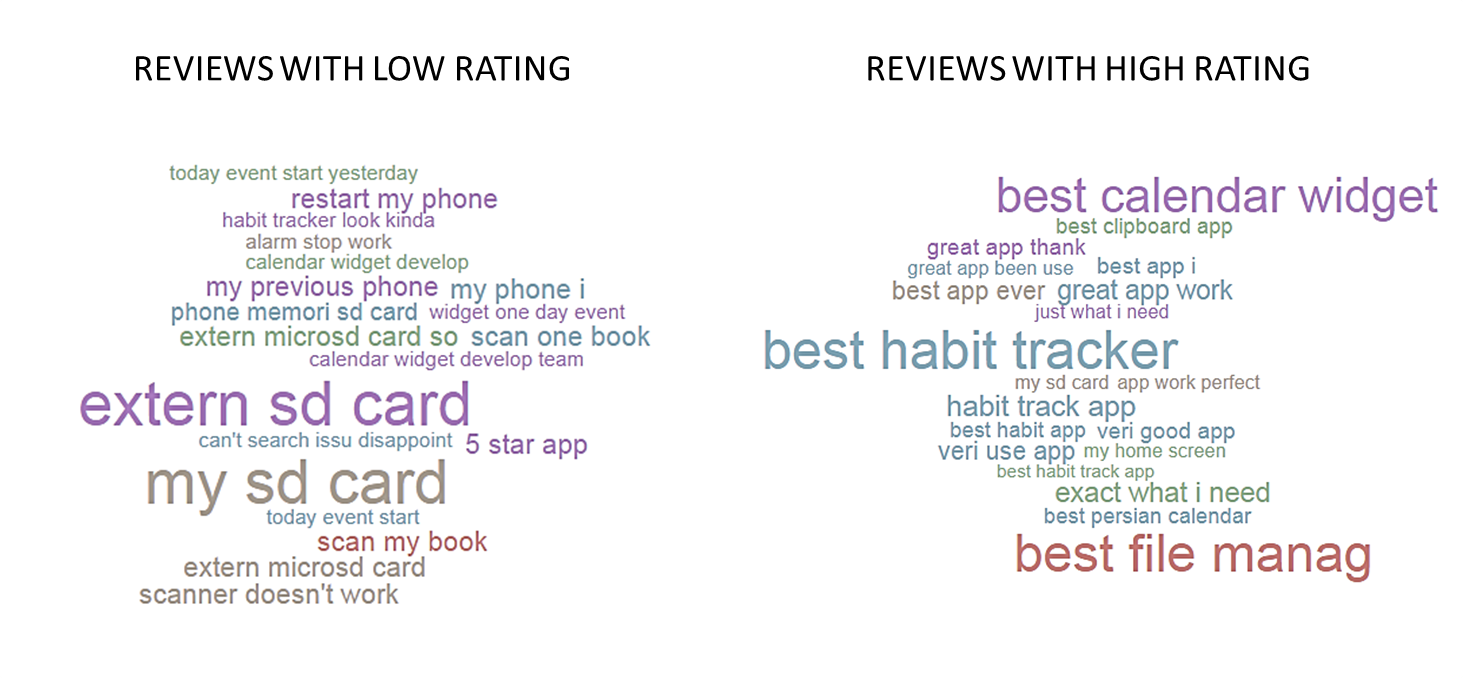 REVIEWS WITH LOW RATING
today event start yesterday
restart my phone
habit tracker look kinda
alarm stop work
calendar widget develop
my previous phone my phone i
phone memori sd card widget one day event
extern microsd card so scan one book
calendar widget develop team
extern sd card
can't search issu disappoint 5 star app
my sd card
today event start
scan my book
extern microsd card
scanner doesn't work
REVIEWS WITH HIGH RATING
best calendar widget
best clipboard app
great app thank
great app been use best app i
best app ever great app work
just what i need
best habit tracker
my sd card app work perfect
habit track app
best habit app veri good app
veri use app my home screen
best habit track app
exact what i need
best persian calendar
best file manag